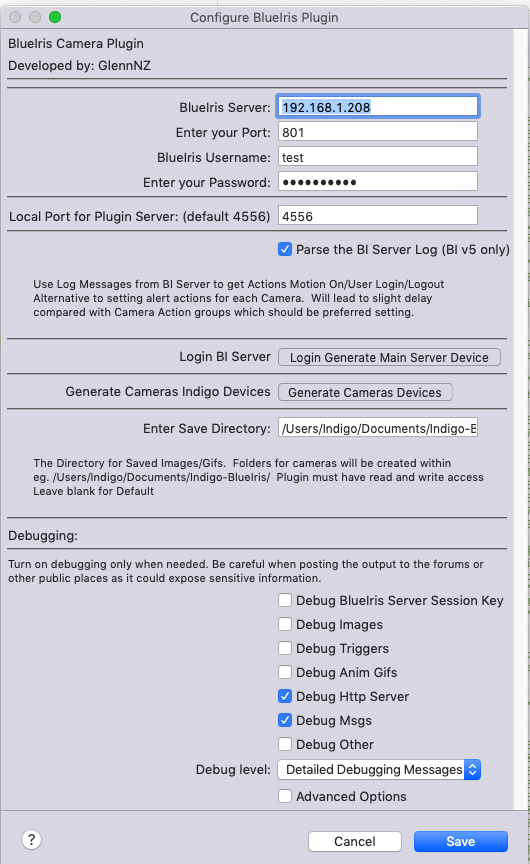 Configure BlueIris Plugin
BlueIris Camera Plugin
Developed by: GlennNZ
BlueIris Server: 192.168.1.208
Enter your Port: 801
BlueIris Username: test
Enter your Password: ●●●●●●●●●●
Local Port for Plugin Server: (default 4556) 4556
Parse the BI Server Log (BI v5 only)
Use Log Messages from BI Server to get Actions Motion On/User Login/Logout
Alternative to setting alert actions for each Camera. Will lead to slight delay
compared with Camera Action groups which should be preferred setting.
Login BI Server Login Generate Main Server Device
Generate Cameras Indigo Devices Generate Cameras Devices
Enter Save Directory: /Users/Indigo/Documents/Indigo-B
The Directory for Saved Images/Gifs. Folders for cameras will be created within
eg. /Users/Indigo/Documents/Indigo-BlueIris/ Plugin must have read and write access
Leave blank for Default
Debugging:
Turn on debugging only when needed. Be careful when posting the output to the forums or
other public places as it could expose sensitive information.
Debug BlueIris Server Session Key
Debug Images
Debug Triggers
Debug Anim Gifs
Debug Http Server
Debug Msgs
Debug Other
Debug level: Detailed Debugging Messages
Advanced Options
? Cancel Save